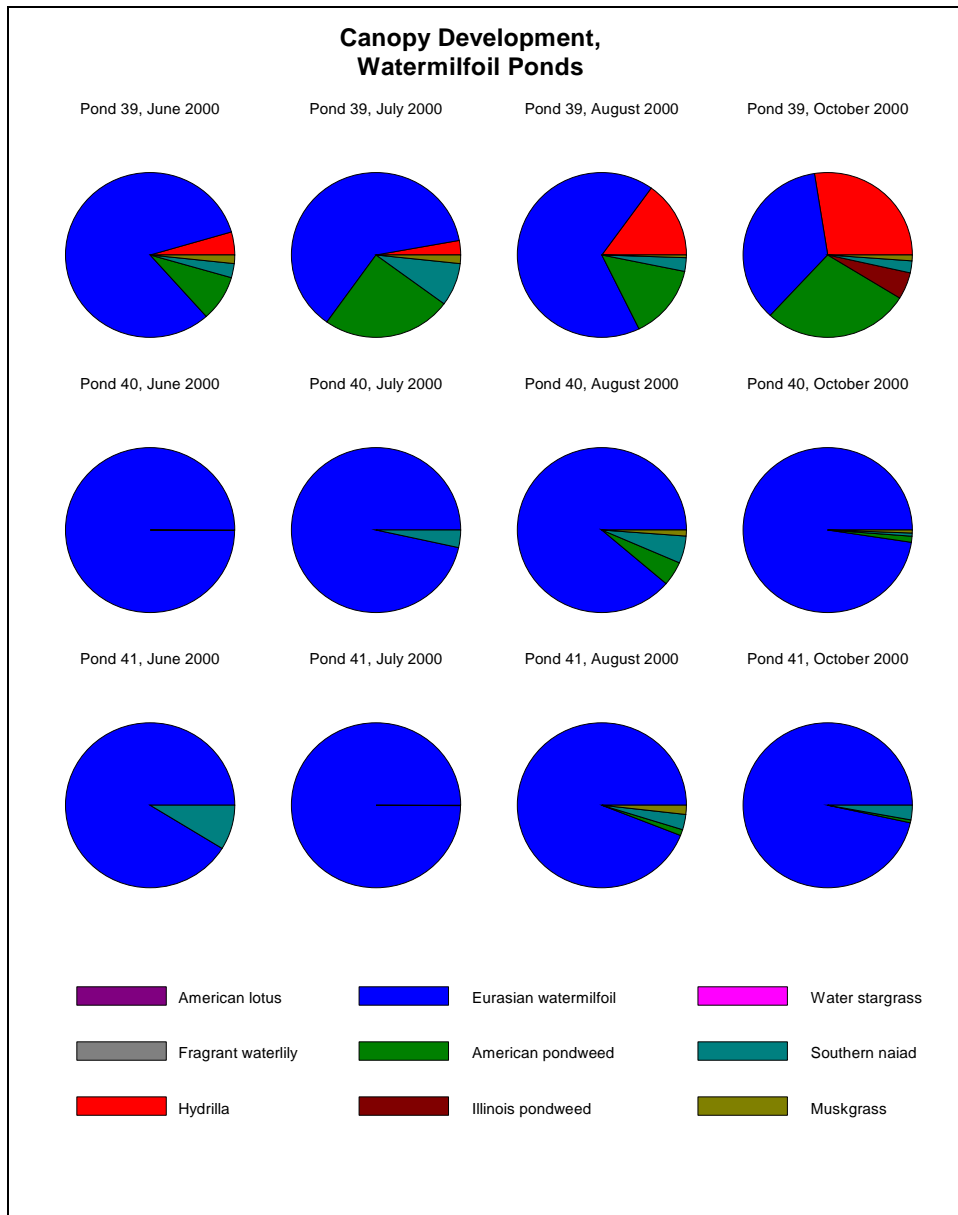 Canopy Development,
Watermilfoil Ponds
Pond 39, June 2000
Pond 39, July 2000
Pond 39, August 2000
Pond 39, October 2000
Pond 40, June 2000
Pond 40, July 2000
Pond 40, August 2000
Pond 40, October 2000
Pond 41, June 2000
Pond 41, July 2000
Pond 41, August 2000
Pond 41, October 2000
American lotus
Eurasian watermilfoil
Water stargrass
Fragrant waterlily
American pondweed
Southern naiad
Hydrilla
Illinois pondweed
Muskgrass